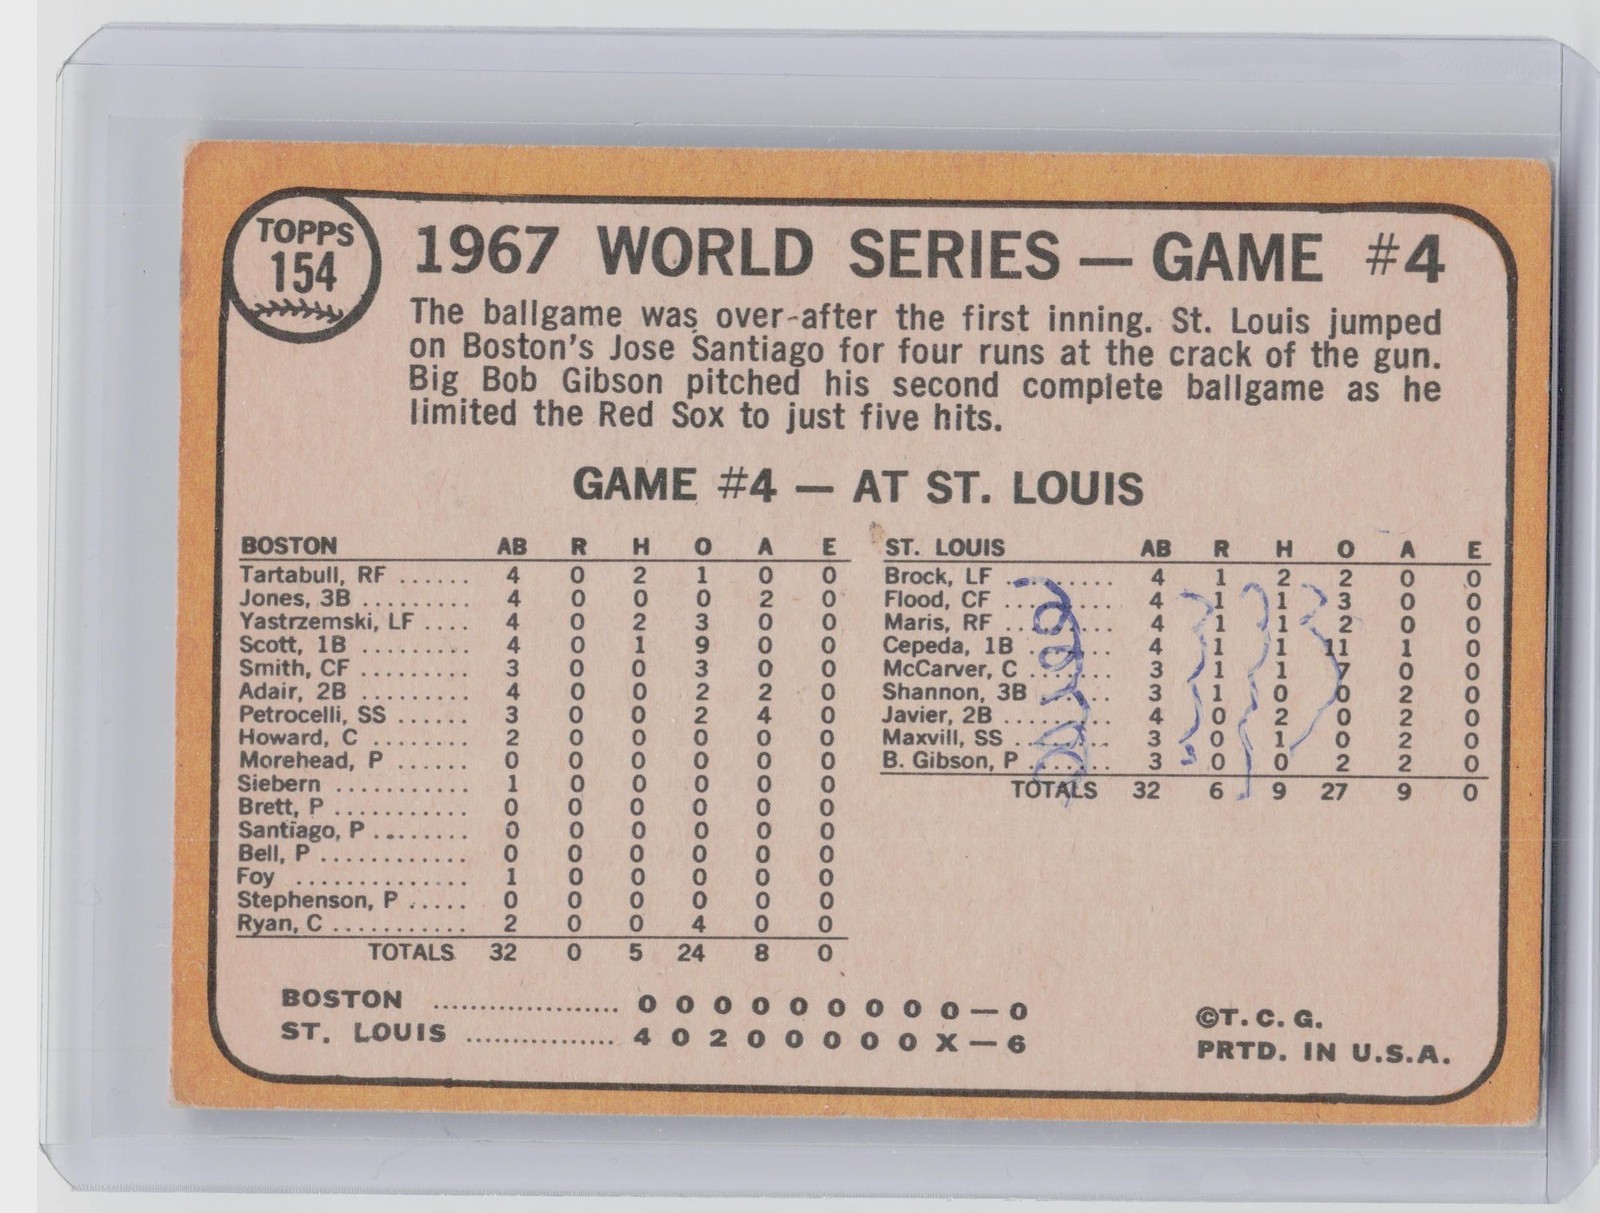 TOPPS
154
1967 WORLD SERIES — GAME #4
The ballgame was over-after the first inning. St. Louis jumped
on Boston's Jose Santiago for four runs at the crack of the gun.
Big Bob Gibson pitched his second complete ballgame as he
limited the Red Sox to just five hits.
GAME #4 — AT ST. LOUIS
BOSTON AB R H O A E
Tartabull, RF ...... 4 0 2 1 0 0
Jones, 3B ......... 4 0 0 0 2 0
Yastrzemski, LF .... 4 0 2 3 0 0
Scott, 1B ......... 4 0 1 9 0 0
Smith, CF ......... 3 0 0 3 0 0
Adair, 2B ......... 4 0 0 2 2 0
Petrocelli, SS ...... 3 0 0 2 4 0
Howard, C ........ 2 0 0 0 0 0
Morehead, P ...... 0 0 0 0 0 0
Siebern ........... 1 0 0 0 0 0
Brett, P ............ 0 0 0 0 0 0
Santiago, P ........ 0 0 0 0 0 0
Bell, P ............. 0 0 0 0 0 0
Foy .............. 1 0 0 0 0 0
Stephenson, P ..... 0 0 0 0 0 0
Ryan, C ........... 2 0 0 4 0 0
TOTALS 32 0 5 24 8 0
ST. LOUIS AB R H O A E
Brock, LF ......... 4 1 2 2 0 0
Flood, CF ......... 4 1 1 3 0 0
Maris, RF ......... 4 1 1 2 0 0
Cepeda, 1B ....... 4 1 1 11 1 0
McCarver, C ....... 3 1 1 7 0 0
Shannon, 3B ...... 3 1 0 0 2 0
Javier, 2B ......... 4 0 2 0 2 0
Maxvill, SS ........ 3 0 1 0 2 0
B. Gibson, P ....... 3 0 0 2 2 0
TOTALS 32 6 9 27 9 0
BOSTON .................... 0 0 0 0 0 0 0 0 0 — 0
ST. LOUIS ................ 4 0 2 0 0 0 0 0 X — 6
©T. C. G.
PRTD. IN U.S.A.